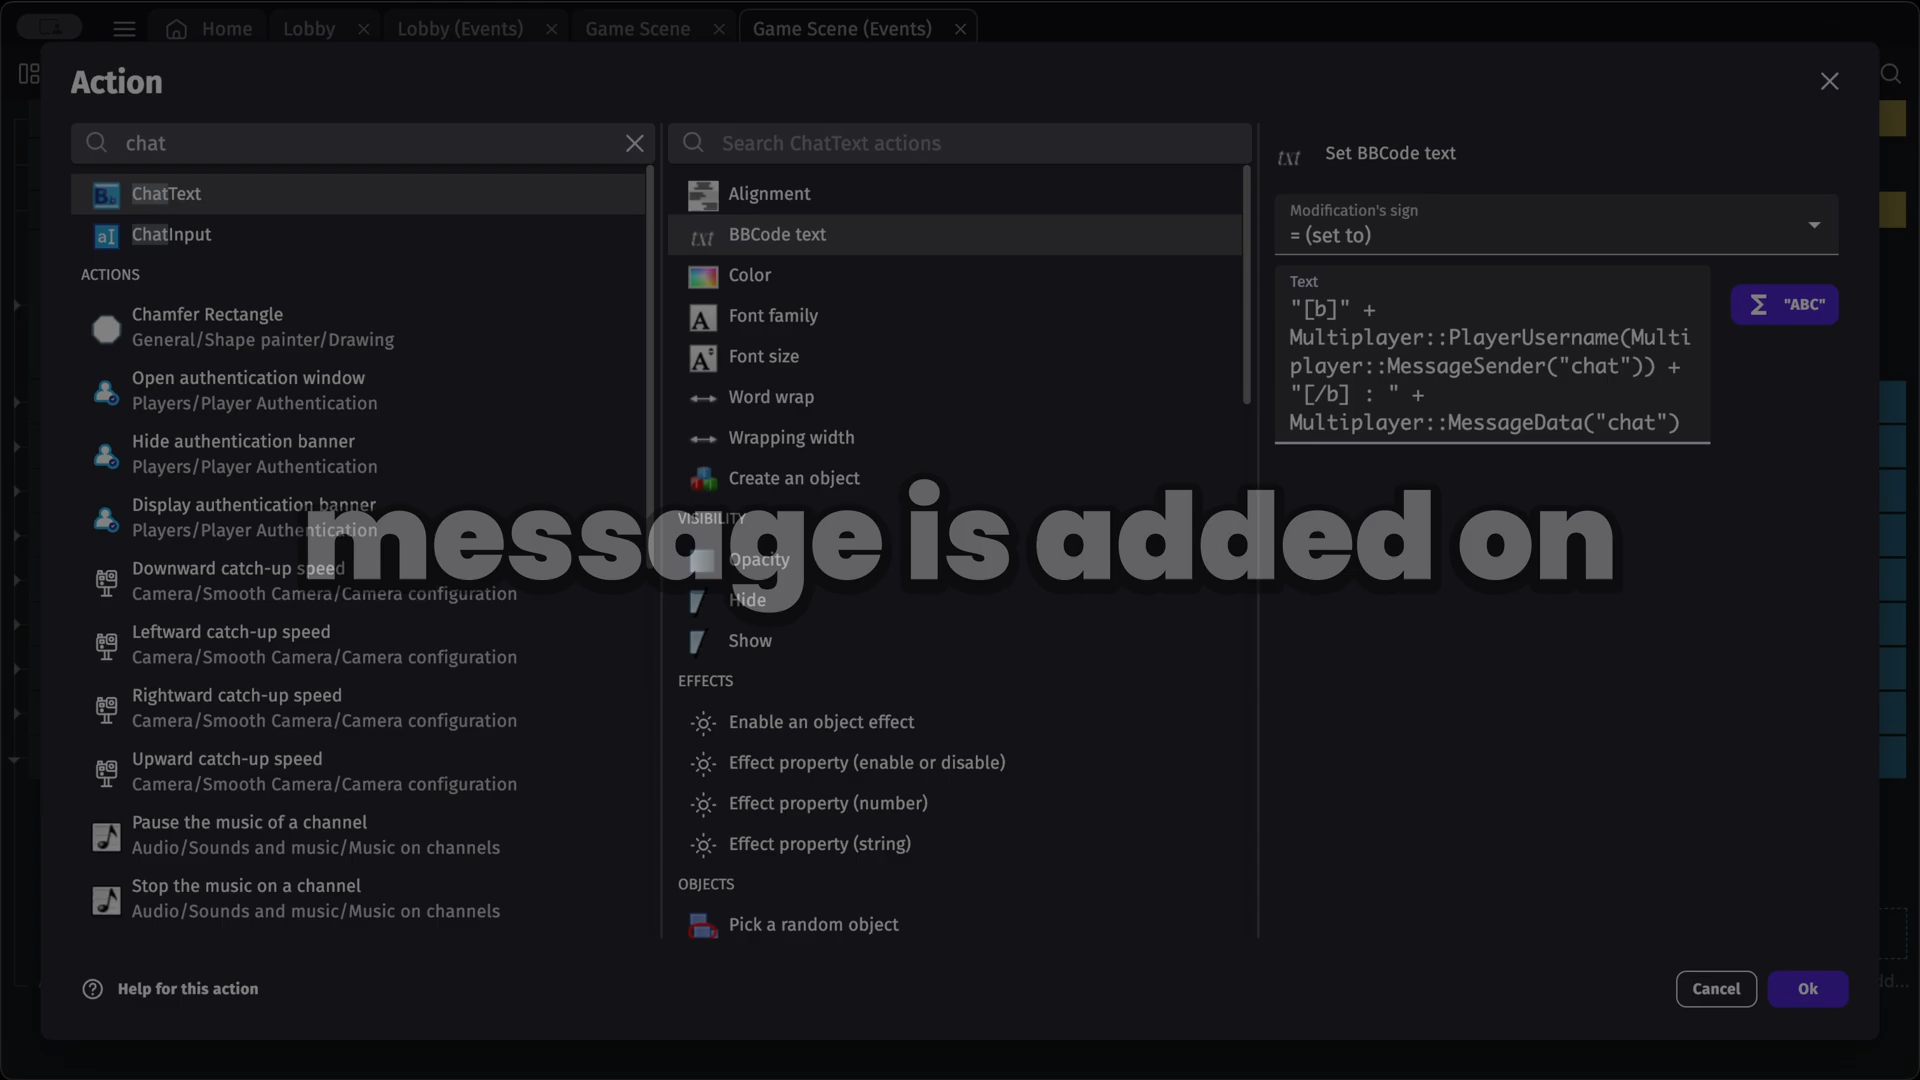 Home
Lobby
Lobby (Events)
Game Scene
Game Scene (Events)
Action
chat
ChatText
ChatInput
ACTIONS
Chamfer Rectangle
General/Shape painter/Drawing
Open authentication window
Players/Player Authentication
Hide authentication banner
Players/Player Authentication
Display authentication banner
Players/Player Authentication
Downward catch-up speed
Camera/Smooth Camera/Camera configuration
Leftward catch-up speed
Camera/Smooth Camera/Camera configuration
Rightward catch-up speed
Camera/Smooth Camera/Camera configuration
Upward catch-up speed
Camera/Smooth Camera/Camera configuration
Pause the music of a channel
Audio/Sounds and music/Music on channels
Stop the music on a channel
Audio/Sounds and music/Music on channels
Search ChatText actions
Alignment
BBCode text
Color
Font family
Font size
Word wrap
Wrapping width
Create an object
VISIBILITY
Opacity
Hide
Show
EFFECTS
Enable an object effect
Effect property (enable or disable)
Effect property (number)
Effect property (string)
OBJECTS
Pick a random object
txt Set BBCode text
Modification's sign
= (set to)
Text
"[b]" +
Multiplayer::PlayerUsername(Multi
player::MessageSender("chat")) +
"[/b] : " +
Multiplayer::MessageData("chat")
Σ "ABC"
message is added on
Help for this action
Cancel
Ok